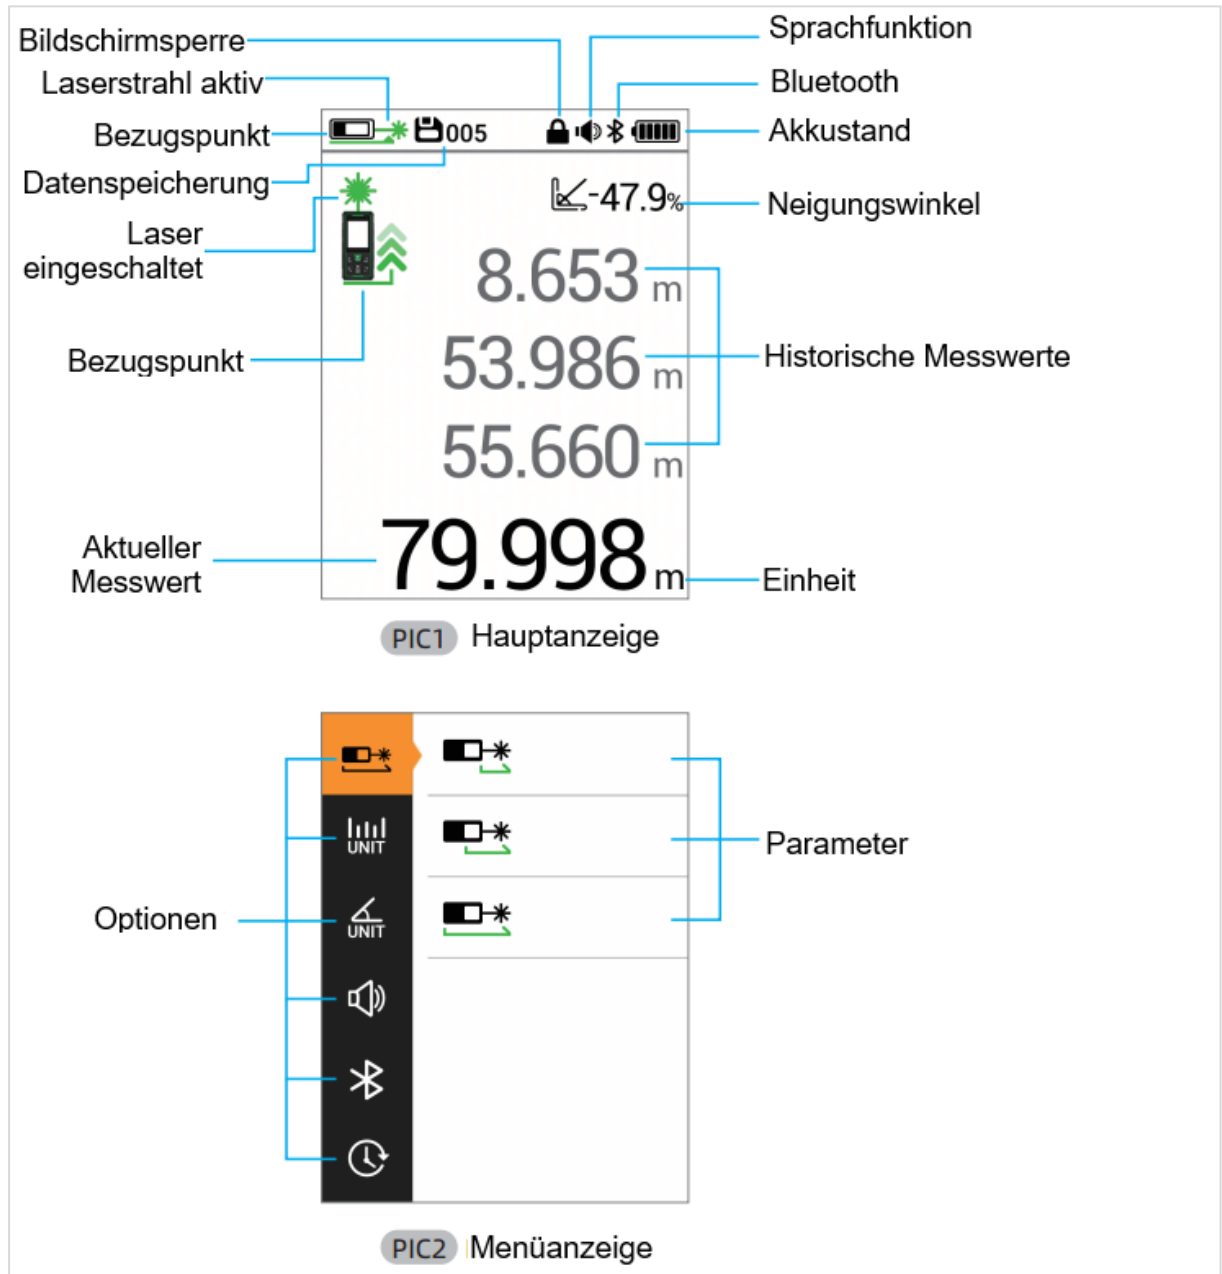 Bildschirmsperre
Sprachfunktion
Laserstrahl aktiv
Bluetooth
Bezugspunkt
005
Akkustand
Datenspeicherung
-47.9%
Neigungswinkel
Laser
eingeschaltet
8.653 m
Bezugspunkt
53.986 m
Historische Messwerte
55.660 m
Aktueller
Messwert
79.998 m
Einheit
PIC1 Hauptanzeige
UNIT
Parameter
Optionen
UNIT
PIC2 Menüanzeige